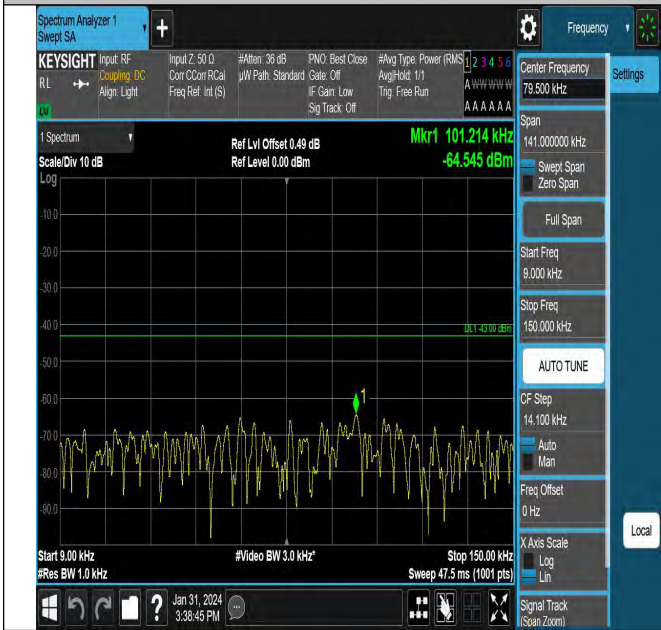 Spectrum Analyzer 1
Swept SA
+
Frequency
KEYSIGHT
RL
Input: RF
Coupling: DC
Align: Light
Input Z: 50 Ω
Corr CCorr RCal
Freq Ref: Int (S)
#Atten: 36 dB
µW Path: Standard
PNO: Best Close
Gate: Off
IF Gain: Low
Sig Track: Off
#Avg Type: Power (RMS
Avg|Hold: 1/1
Trig: Free Run
1 2 3 4 5 6
A W W W W W
A A A A A A
1 Spectrum
Scale/Div 10 dB
Log
Ref Lvl Offset 0.49 dB
Ref Level 0.00 dBm
Mkr1 101.214 kHz
-64.545 dBm
-10.0
-20.0
-30.0
-40.0
DL1 -43.00 dBm
-50.0
-60.0
1
-70.0
-80.0
-90.0
Start 9.00 kHz
#Res BW 1.0 kHz
#Video BW 3.0 kHz*
Stop 150.00 kHz
Sweep 47.5 ms (1001 pts)
?
Jan 31, 2024
3:38:45 PM
Center Frequency
79.500 kHz
Settings
Span
141.000000 kHz
Swept Span
Zero Span
Full Span
Start Freq
9.000 kHz
Stop Freq
150.000 kHz
AUTO TUNE
CF Step
14.100 kHz
Auto
Man
Freq Offset
0 Hz
Local
X Axis Scale
Log
Lin
Signal Track
(Span Zoom)